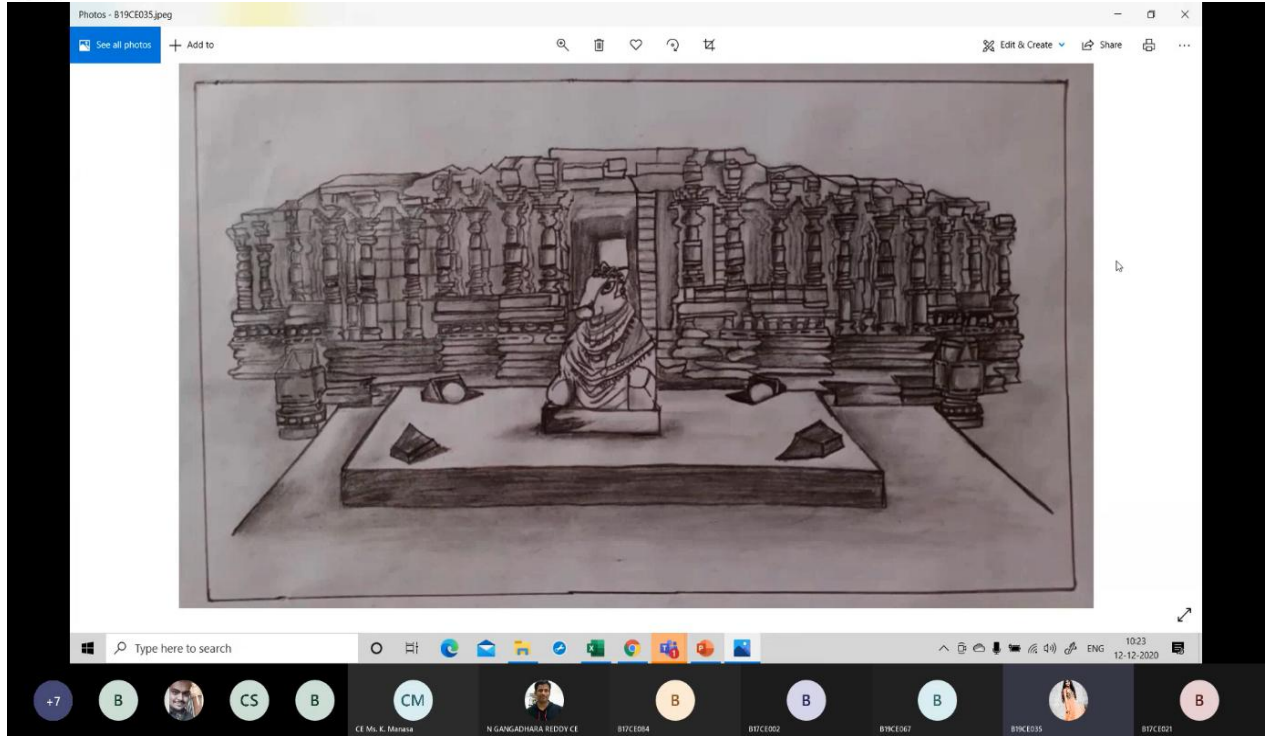 Photos - B19CE035.jpeg
See all photos
Add to
Edit & Create
Share
Type here to search
ENG
10:23
12-12-2020
+7
B
CS
B
CM
CE Ms. K. Manasa
N GANGADHARA REDDY CE
B
B17CE084
B
B17CE002
B
B19CE067
B19CE035
B
B17CE021